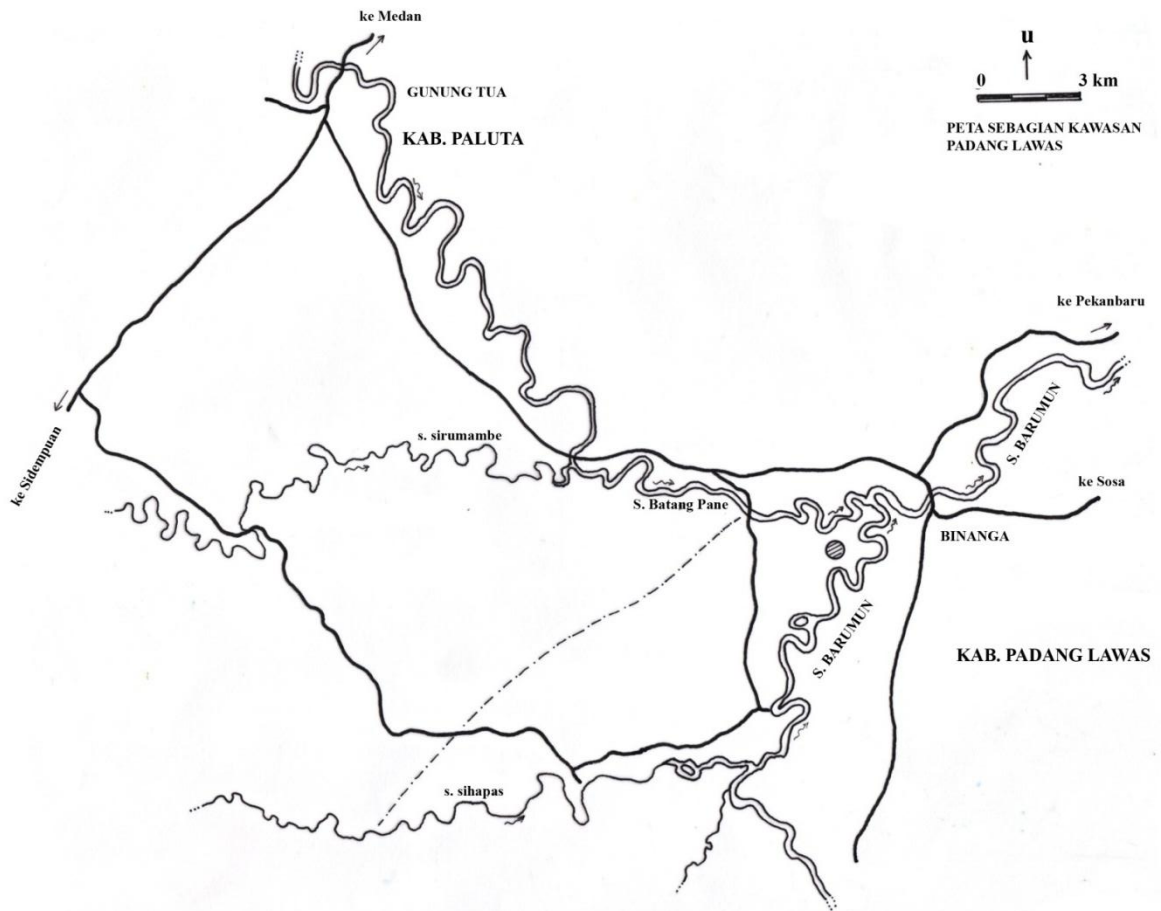 ke Medan
u
0 3 km
GUNUNG TUA
KAB. PALUTA
PETA SEBAGIAN KAWASAN
PADANG LAWAS
ke Pekanbaru
ke Sidempuan
s. sirumambe
S. BARUMUN
ke Sosa
S. Batang Pane
BINANGA
S. BARUMUN
KAB. PADANG LAWAS
s. sihapas